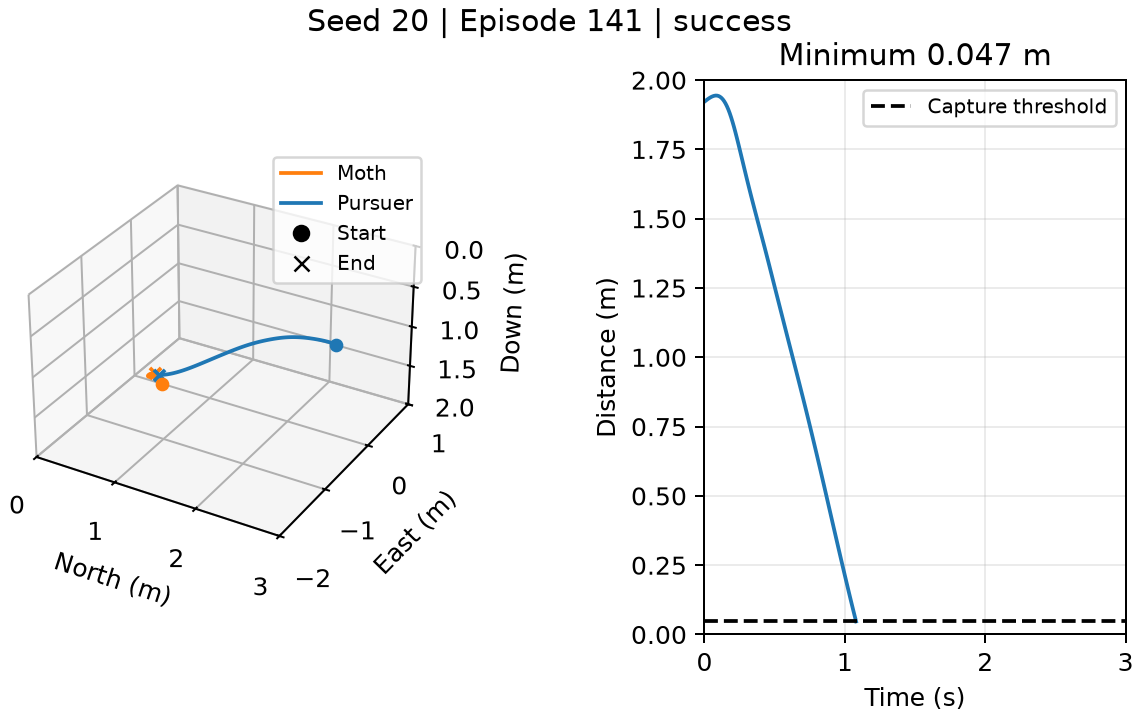 Seed 20 | Episode 141 | success
Moth
Pursuer
Start
End
0.0
0.5
1.0
1.5
2.0
Down (m)
1
0
−1
−2
East (m)
0
1
2
3
North (m)
Minimum 0.047 m
Capture threshold
2.00
1.75
1.50
1.25
1.00
0.75
0.50
0.25
0.00
Distance (m)
0
1
2
3
Time (s)